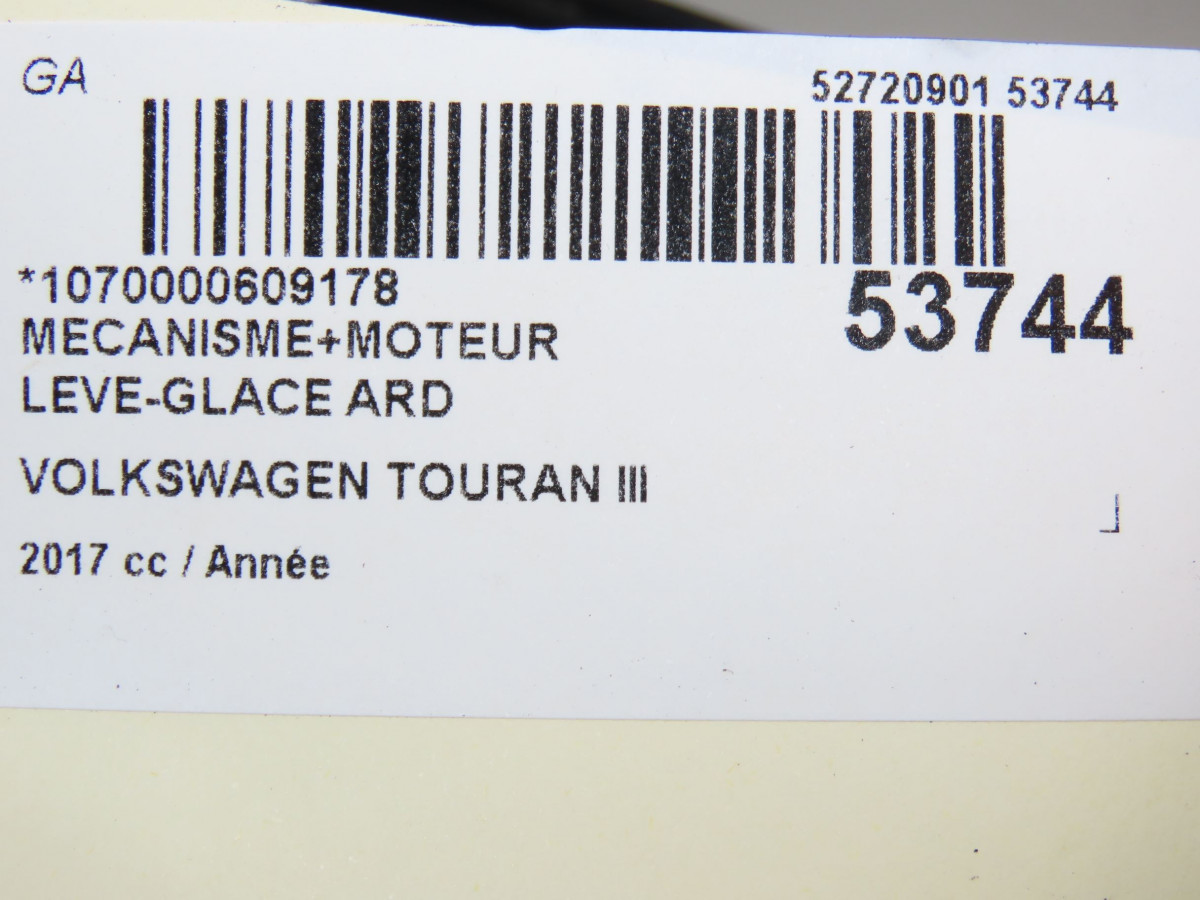 GA
52720901 53744
*1070000609178
53744
MECANISME+MOTEUR
LEVE-GLACE ARD
VOLKSWAGEN TOURAN III
2017 cc / Année